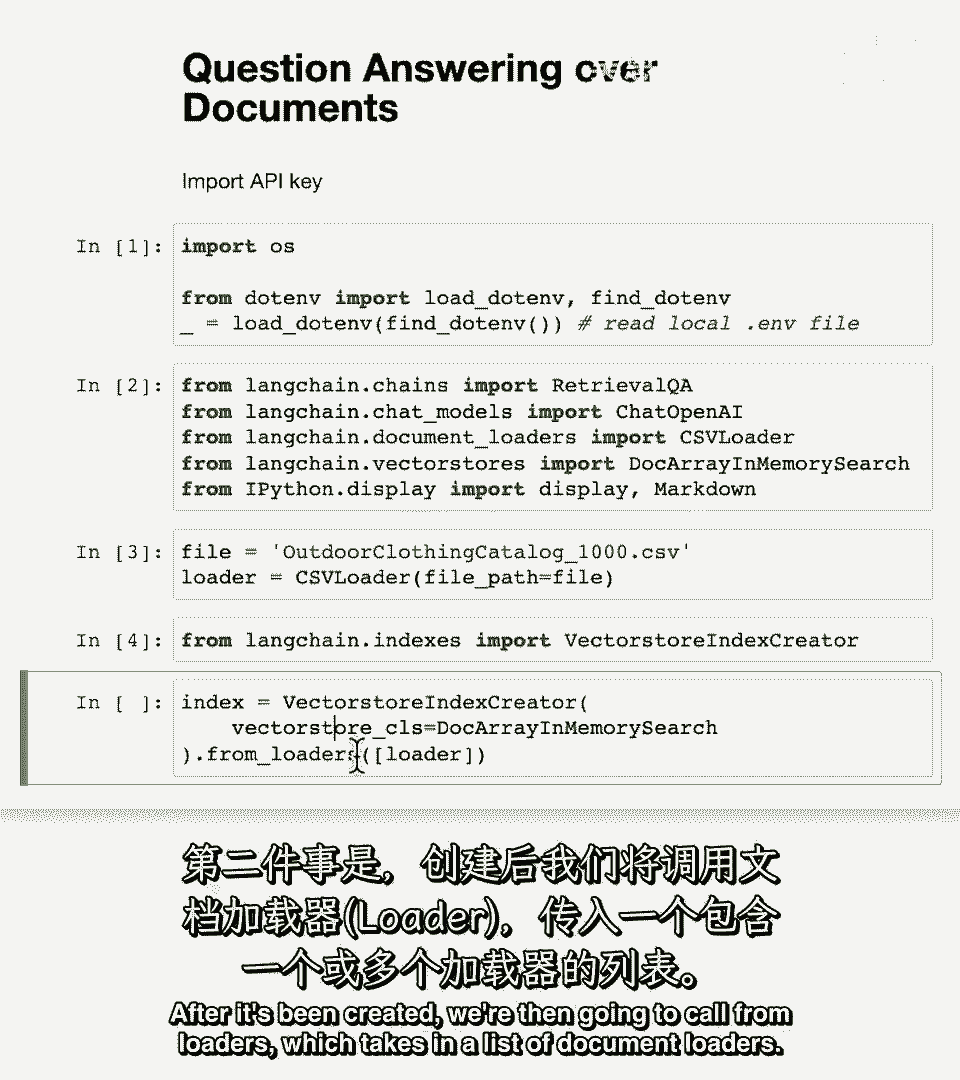 Question Answering over
Documents
Import API key
In [1]: import os
from dotenv import load_dotenv, find_dotenv
_ = load_dotenv(find_dotenv()) # read local .env file
In [2]: from langchain.chains import RetrievalQA
from langchain.chat_models import ChatOpenAI
from langchain.document_loaders import CSVLoader
from langchain.vectorstores import DocArrayInMemorySearch
from IPython.display import display, Markdown
In [3]: file = 'OutdoorClothingCatalog_1000.csv'
loader = CSVLoader(file_path=file)
In [4]: from langchain.indexes import VectorstoreIndexCreator
In [ ]: index = VectorstoreIndexCreator(
vectorstore_cls=DocArrayInMemorySearch
).from_loaders([loader])
第二件事是，创建后我们将调用文
档加载器(Loader)，传入一个包含
一个或多个加载器的列表。
After it's been created, we're then going to call from
loaders, which takes in a list of document loaders.